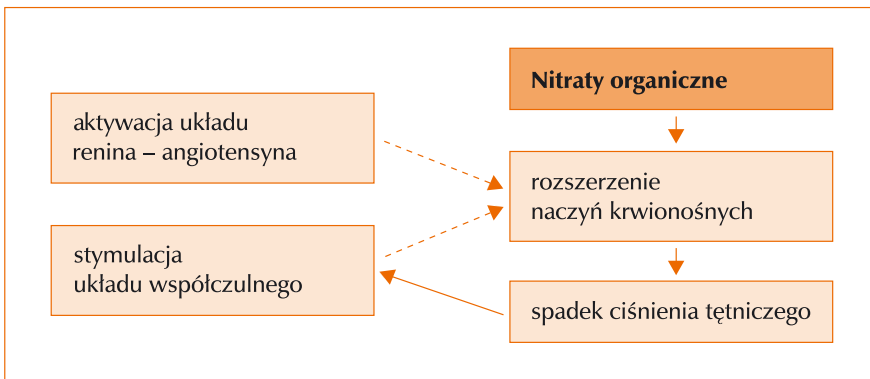 Nitraty organiczne
aktywacja układu
renina – angiotensyna
rozszerzenie
naczyń krwionośnych
stymulacja
układu współczulnego
spadek ciśnienia tętniczego